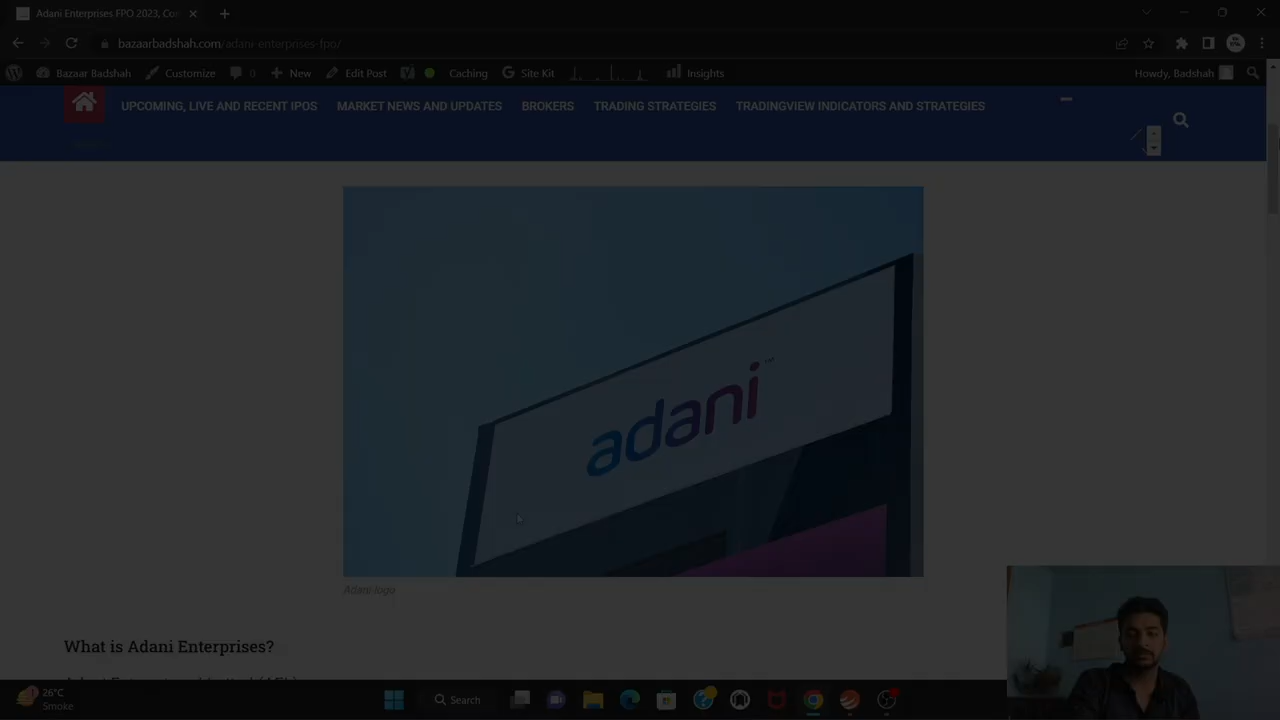 Adani Enterprises FPO 2023, Co
bazaarbadshah.com/adani-enterprises-fpo/
Bazaar Badshah
Customize
0
New
Edit Post
Caching
Site Kit
Insights
Howdy, Badshah
UPCOMING, LIVE AND RECENT IPOS
MARKET NEWS AND UPDATES
BROKERS
TRADING STRATEGIES
TRADINGVIEW INDICATORS AND STRATEGIES
adani™
Adani logo
What is Adani Enterprises?
26°C
Smoke
Search